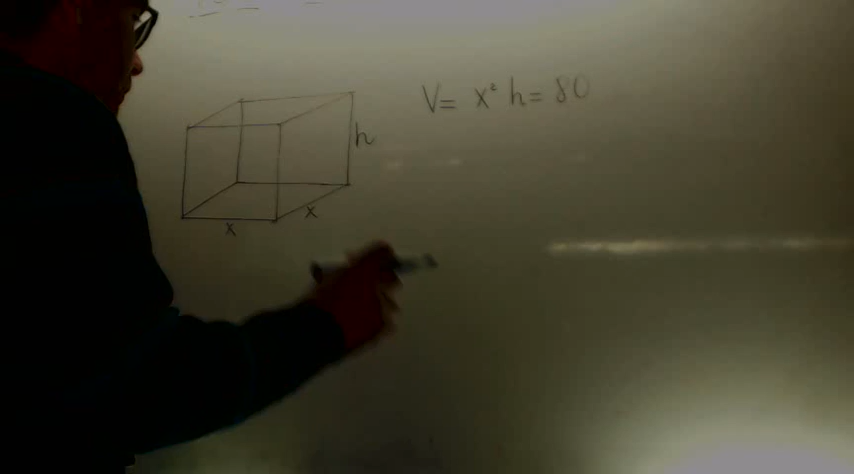 V= x² h= 80
h
x
x